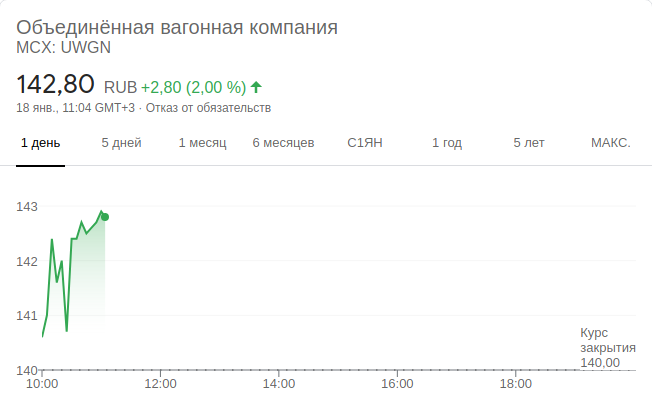 Объединённая вагонная компания
MCX: UWGN
142,80 RUB +2,80 (2,00 %)
18 янв., 11:04 GMT+3 · Отказ от обязательств
1 день 5 дней 1 месяц 6 месяцев С1ЯН 1 год 5 лет МАКС.
143
142
141
Курс
закрытия
140,00
140
10:00 12:00 14:00 16:00 18:00